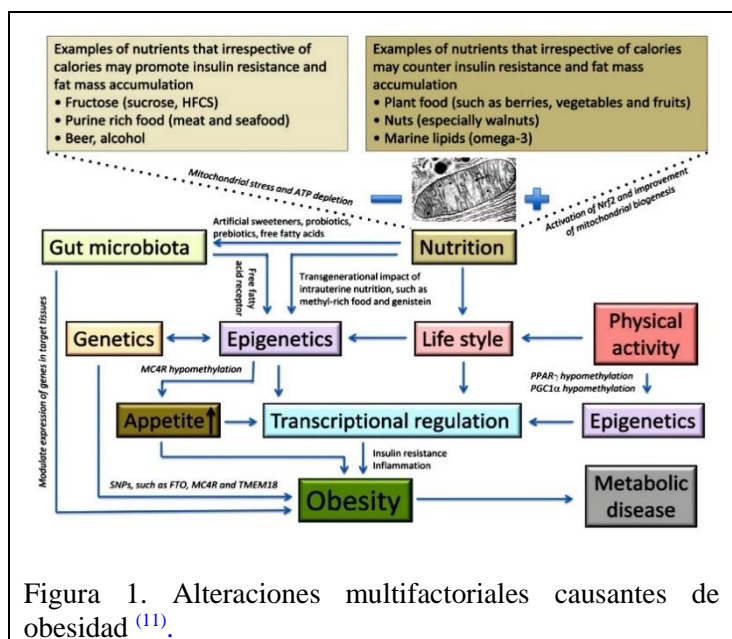 Examples of nutrients that irrespective of
calories may promote insulin resistance and
fat mass accumulation
• Fructose (sucrose, HFCS)
• Purine rich food (meat and seafood)
• Beer, alcohol
Examples of nutrients that irrespective of calories
may counter insulin resistance and fat mass
accumulation
• Plant food (such as berries, vegetables and fruits)
• Nuts (especially walnuts)
• Marine lipids (omega-3)
Mitochondrial stress and ATP depletion
Activation of Nrf2 and improvement
of mitochondrial biogenesis
Artificial sweeteners, probiotics,
prebiotics, free fatty acids
Gut microbiota
Nutrition
Free fatty
acid receptor
Transgenerational impact of
intrauterine nutrition, such as
methyl-rich food and genistein
Genetics
Epigenetics
Life style
Physical
activity
MC4R hypomethylation
PPARγ hypomethylation
PGC1α hypomethylation
Appetite
Transcriptional regulation
Epigenetics
Modulate expression of genes in target tissues
Insulin resistance
Inflammation
SNPs, such as FTO, MC4R and TMEM18
Obesity
Metabolic
disease
Figura 1. Alteraciones multifactoriales causantes de
obesidad (11).